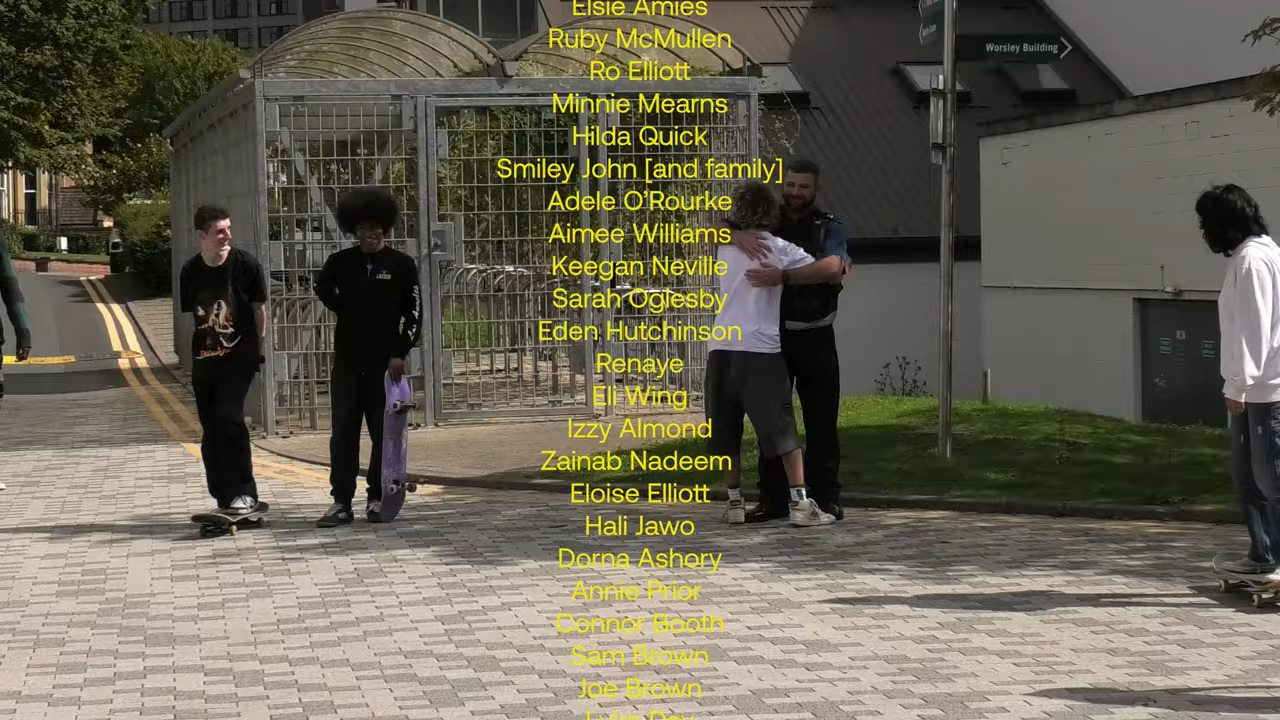 Elsie Amies
Ruby McMullen
Worsley Building
Ro Elliott
Minnie Mearns
Hilda Quick
Smiley John [and family]
Adele O'Rourke
Aimee Williams
Keegan Neville
Sarah Oglesby
Eden Hutchinson
Renaye
Eli Wing
Izzy Almond
Zainab Nadeem
Eloise Elliott
Hali Jawo
Dorna Ashory
Annie Prior
Connor Booth
Sam Brown
Joe Brown